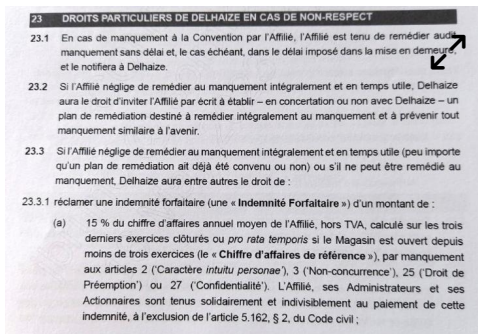 23 DROITS PARTICULIERS DE DELHAIZE EN CAS DE NON-RESPECT
23.1 En cas de manquement à la Convention par l'Affilié, l'Affilié est tenu de remédier audit
manquement sans délai et, le cas échéant, dans le délai imposé dans la mise en demeure,
et le notifiera à Delhaize.
23.2 Si l'Affilié néglige de remédier au manquement intégralement et en temps utile, Delhaize
aura le droit d'inviter l'Affilié par écrit à établir – en concertation ou non avec Delhaize – un
plan de remédiation destiné à remédier intégralement au manquement et à prévenir tout
manquement similaire à l'avenir.
23.3 Si l'Affilié néglige de remédier au manquement intégralement et en temps utile (peu importe
qu'un plan de remédiation ait déjà été convenu ou non) ou s'il ne peut être remédié au
manquement, Delhaize aura entre autres le droit de :
23.3.1 réclamer une indemnité forfaitaire (une « Indemnité Forfaitaire ») d'un montant de :
(a) 15 % du chiffre d'affaires annuel moyen de l'Affilié, hors TVA, calculé sur les trois
derniers exercices clôturés ou pro rata temporis si le Magasin est ouvert depuis
moins de trois exercices (le « Chiffre d'affaires de référence »), par manquement
aux articles 2 ('Caractère intuitu personae'), 3 ('Non-concurrence'), 25 ('Droit de
Préemption') ou 27 ('Confidentialité'). L'Affilié, ses Administrateurs et ses
Actionnaires sont tenus solidairement et indivisiblement au paiement de cette
indemnité, à l'exclusion de l'article 5.162, § 2, du Code civil ;